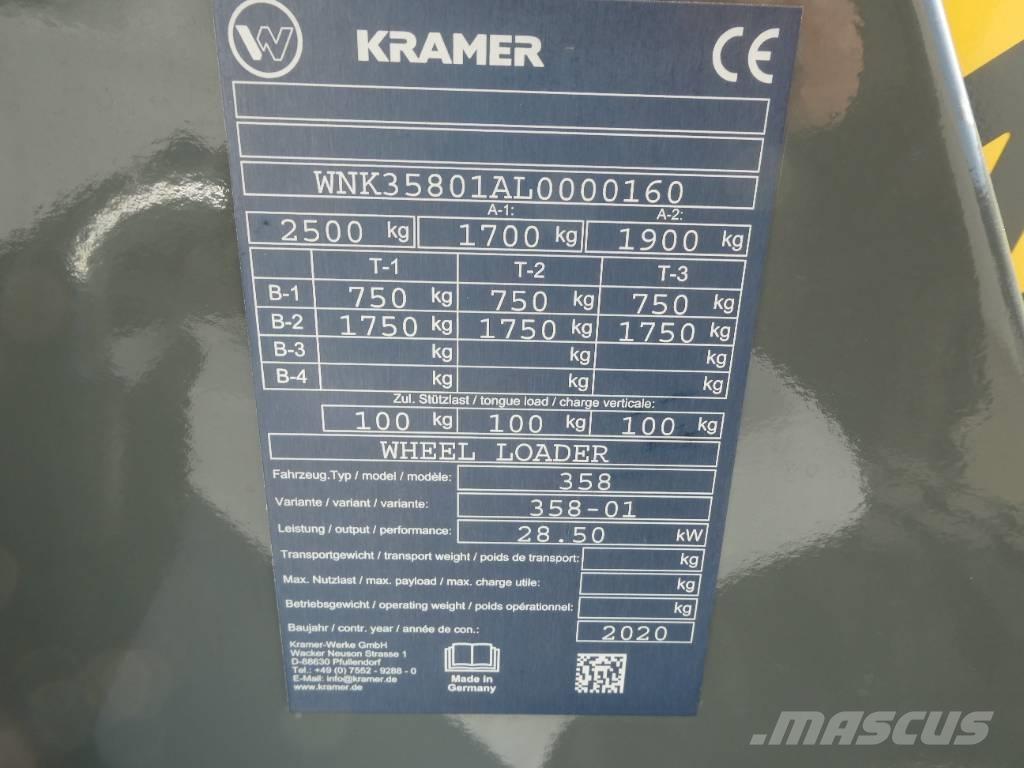 W KRAMER CE
WNK35801AL0000160
A-1: A-2:
2500 kg 1700 kg 1900 kg
T-1 T-2 T-3
B-1 750 kg 750 kg 750 kg
B-2 1750 kg 1750 kg 1750 kg
B-3 kg kg kg
B-4 kg kg kg
Zul. Stützlast / tongue load / charge verticale:
100 kg 100 kg 100 kg
WHEEL LOADER
Fahrzeug.Typ / model / modèle: 358
Variante / variant / variante: 358-01
Leistung / output / performance: 28.50 kW
Transportgewicht / transport weight / poids de transport: kg
Max. Nutzlast / max. payload / max. charge utile: kg
Betriebsgewicht / operating weight / poids opérationnel: kg
Baujahr / contr. year / année de con.: 2020
Kramer-Werke GmbH
Wacker Neuson Strasse 1
D-88630 Pfullendorf
Tel.: +49 (0) 7552 - 9288 - 0
E-Mail: info@kramer.de
www.kramer.de
Made in
Germany
MASCUS